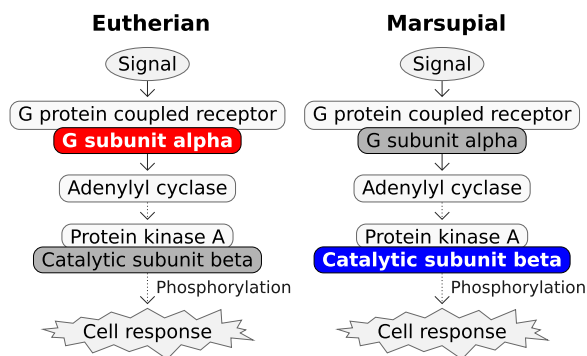 Eutherian
Signal
G protein coupled receptor
G subunit alpha
Adenylyl cyclase
Protein kinase A
Catalytic subunit beta
Phosphorylation
Cell response
Marsupial
Signal
G protein coupled receptor
G subunit alpha
Adenylyl cyclase
Protein kinase A
Catalytic subunit beta
Phosphorylation
Cell response